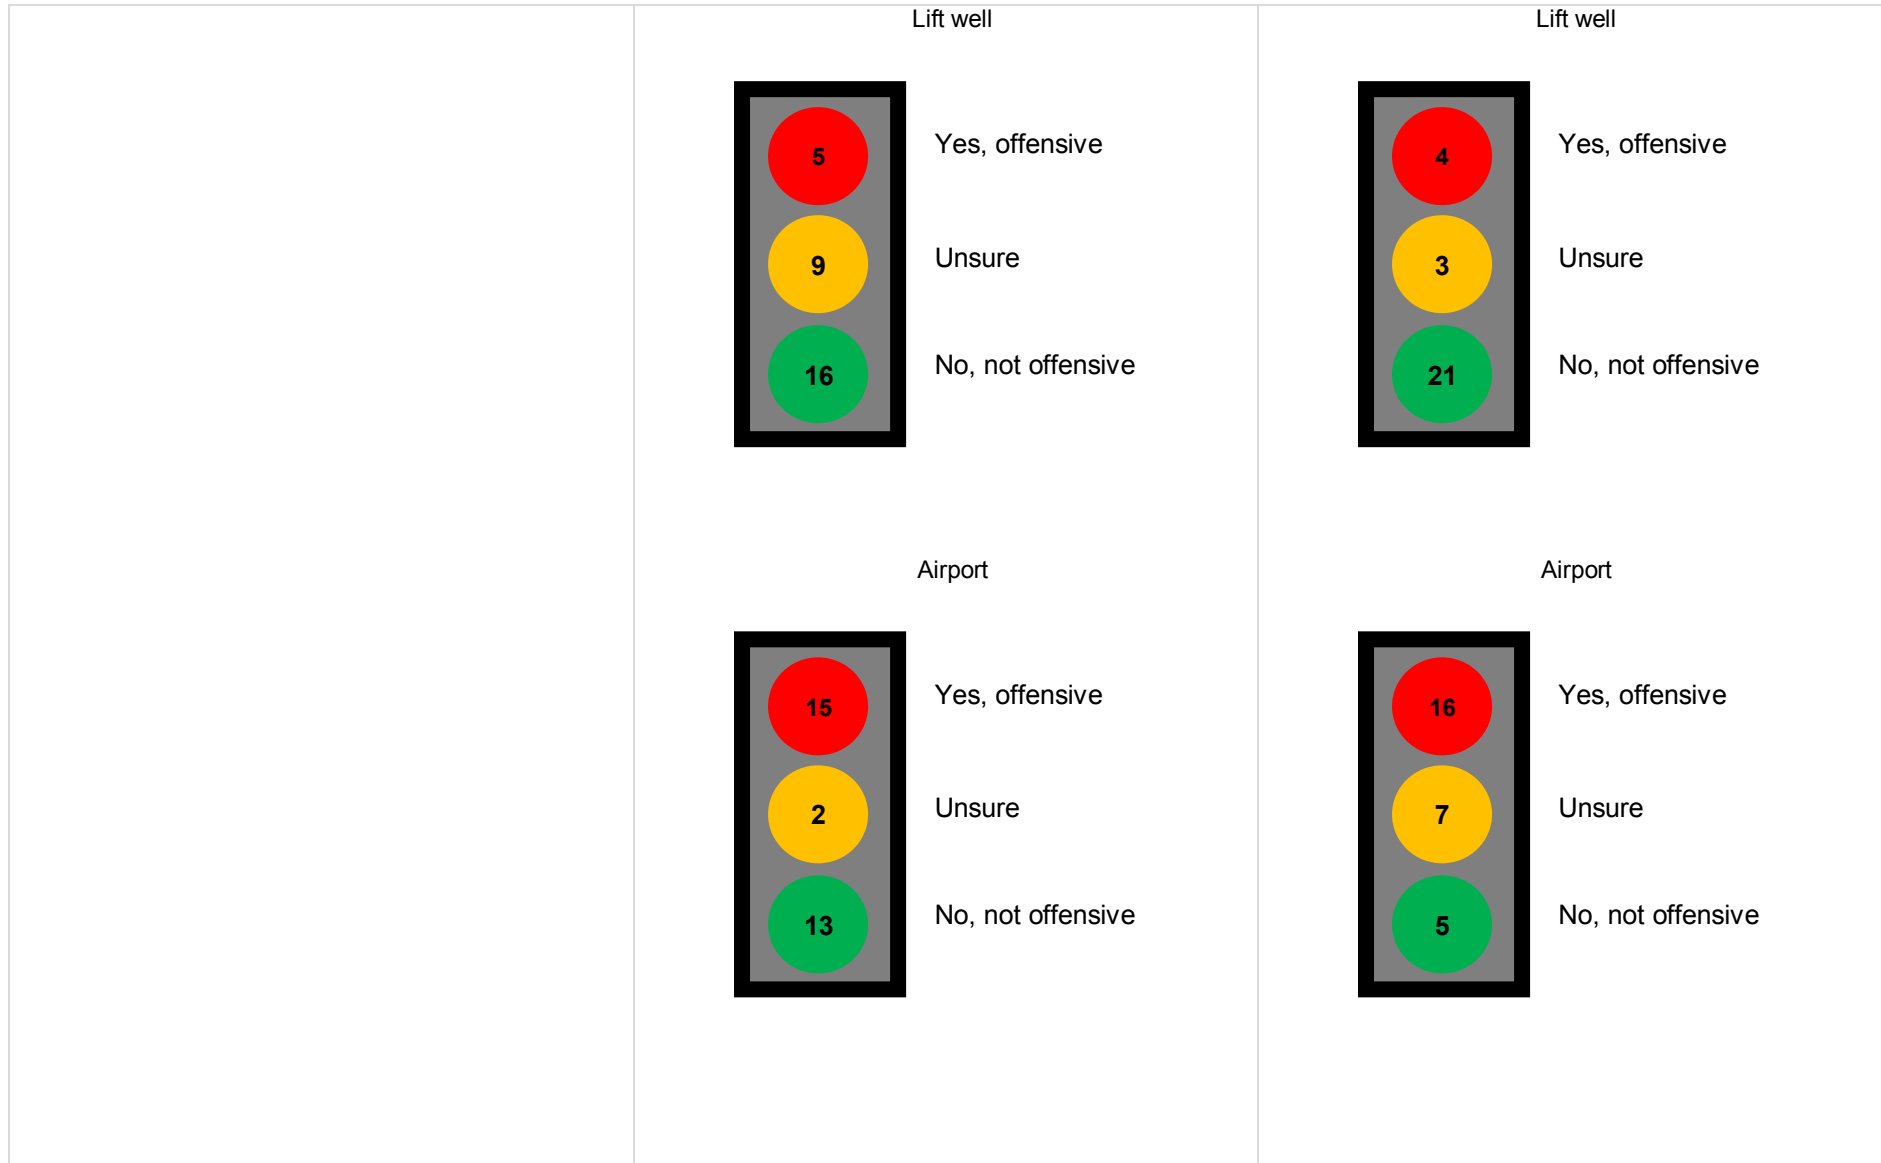 Lift well
5 Yes, offensive
9 Unsure
16 No, not offensive
Airport
15 Yes, offensive
2 Unsure
13 No, not offensive
Lift well
4 Yes, offensive
3 Unsure
21 No, not offensive
Airport
16 Yes, offensive
7 Unsure
5 No, not offensive